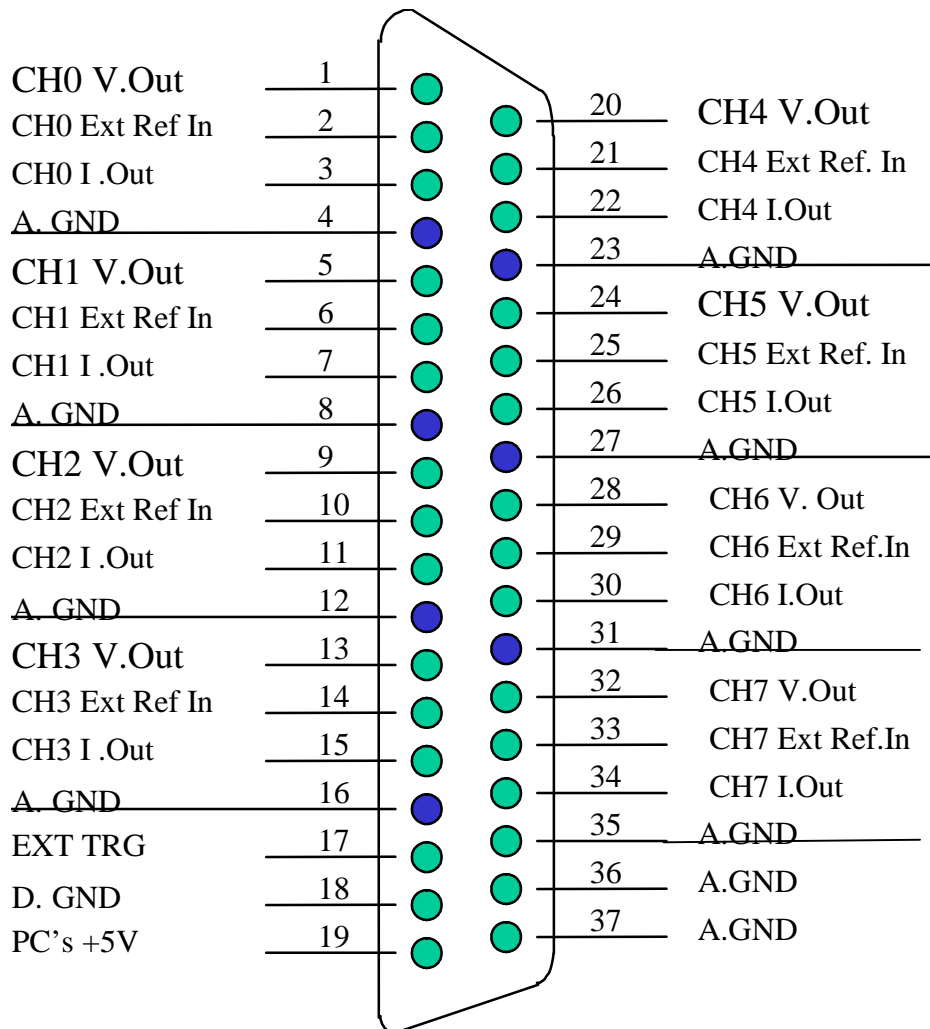 CH0 V.Out 1
CH0 Ext Ref In 2
CH0 I .Out 3
A. GND 4
CH1 V.Out 5
CH1 Ext Ref In 6
CH1 I .Out 7
A. GND 8
CH2 V.Out 9
CH2 Ext Ref In 10
CH2 I .Out 11
A. GND 12
CH3 V.Out 13
CH3 Ext Ref In 14
CH3 I .Out 15
A. GND 16
EXT TRG 17
D. GND 18
PC’s +5V 19
20 CH4 V.Out
21 CH4 Ext Ref. In
22 CH4 I.Out
23 A.GND
24 CH5 V.Out
25 CH5 Ext Ref. In
26 CH5 I.Out
27 A.GND
28 CH6 V. Out
29 CH6 Ext Ref.In
30 CH6 I.Out
31 A.GND
32 CH7 V.Out
33 CH7 Ext Ref.In
34 CH7 I.Out
35 A.GND
36 A.GND
37 A.GND